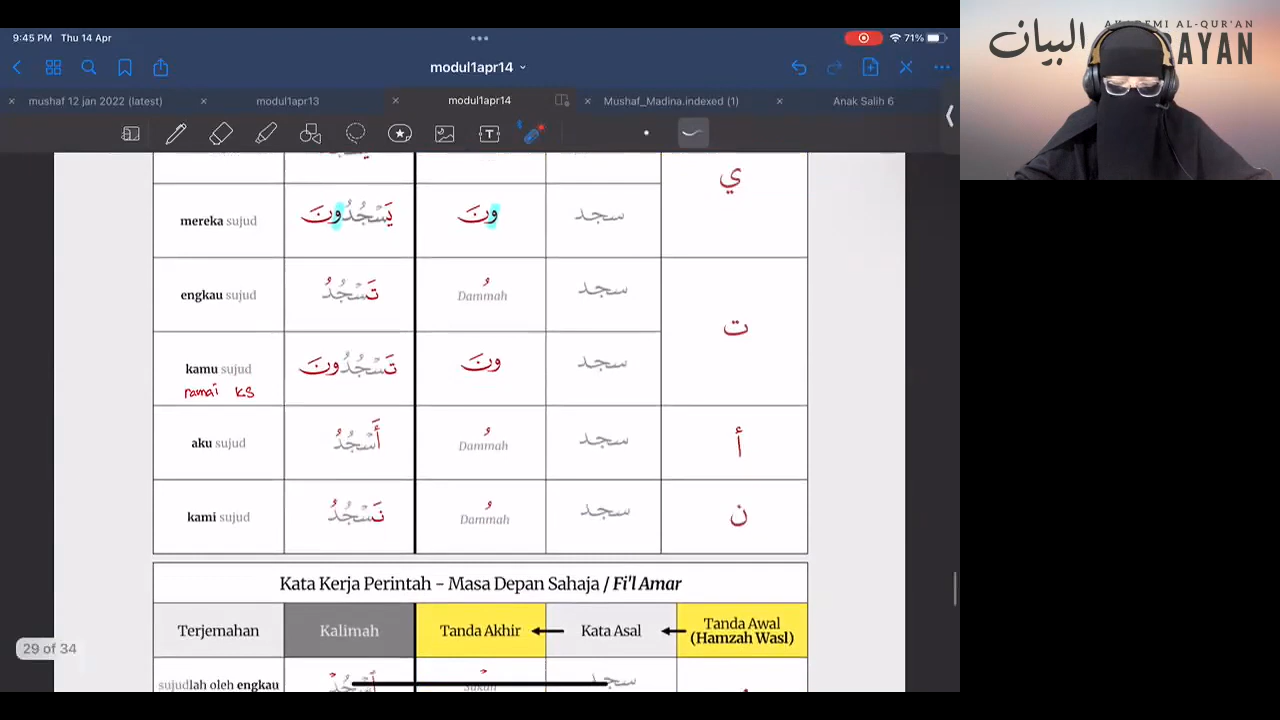 9:45 PM Thu 14 Apr
71%
modul1apr14
mushaf 12 jan 2022 (latest)
modul1apr13
modul1apr14
Mushaf_Madina.indexed (1)
Anak Salih 6
ي
mereka sujud يَسْجُدُونَ ونَ سجد
engkau sujud تَسْجُدُ ُ Dammah سجد
ت
kamu sujud تَسْجُدُونَ ونَ سجد
ramai KS
aku sujud أَسْجُدُ ُ Dammah سجد أ
kami sujud نَسْجُدُ ُ Dammah سجد ن
Kata Kerja Perintah - Masa Depan Sahaja / Fi'l Amar
Terjemahan Kalimah Tanda Akhir Kata Asal Tanda Awal
(Hamzah Wasl)
29 of 34
sujudlah oleh engkau سجد
البيان
AL-QUR'AN